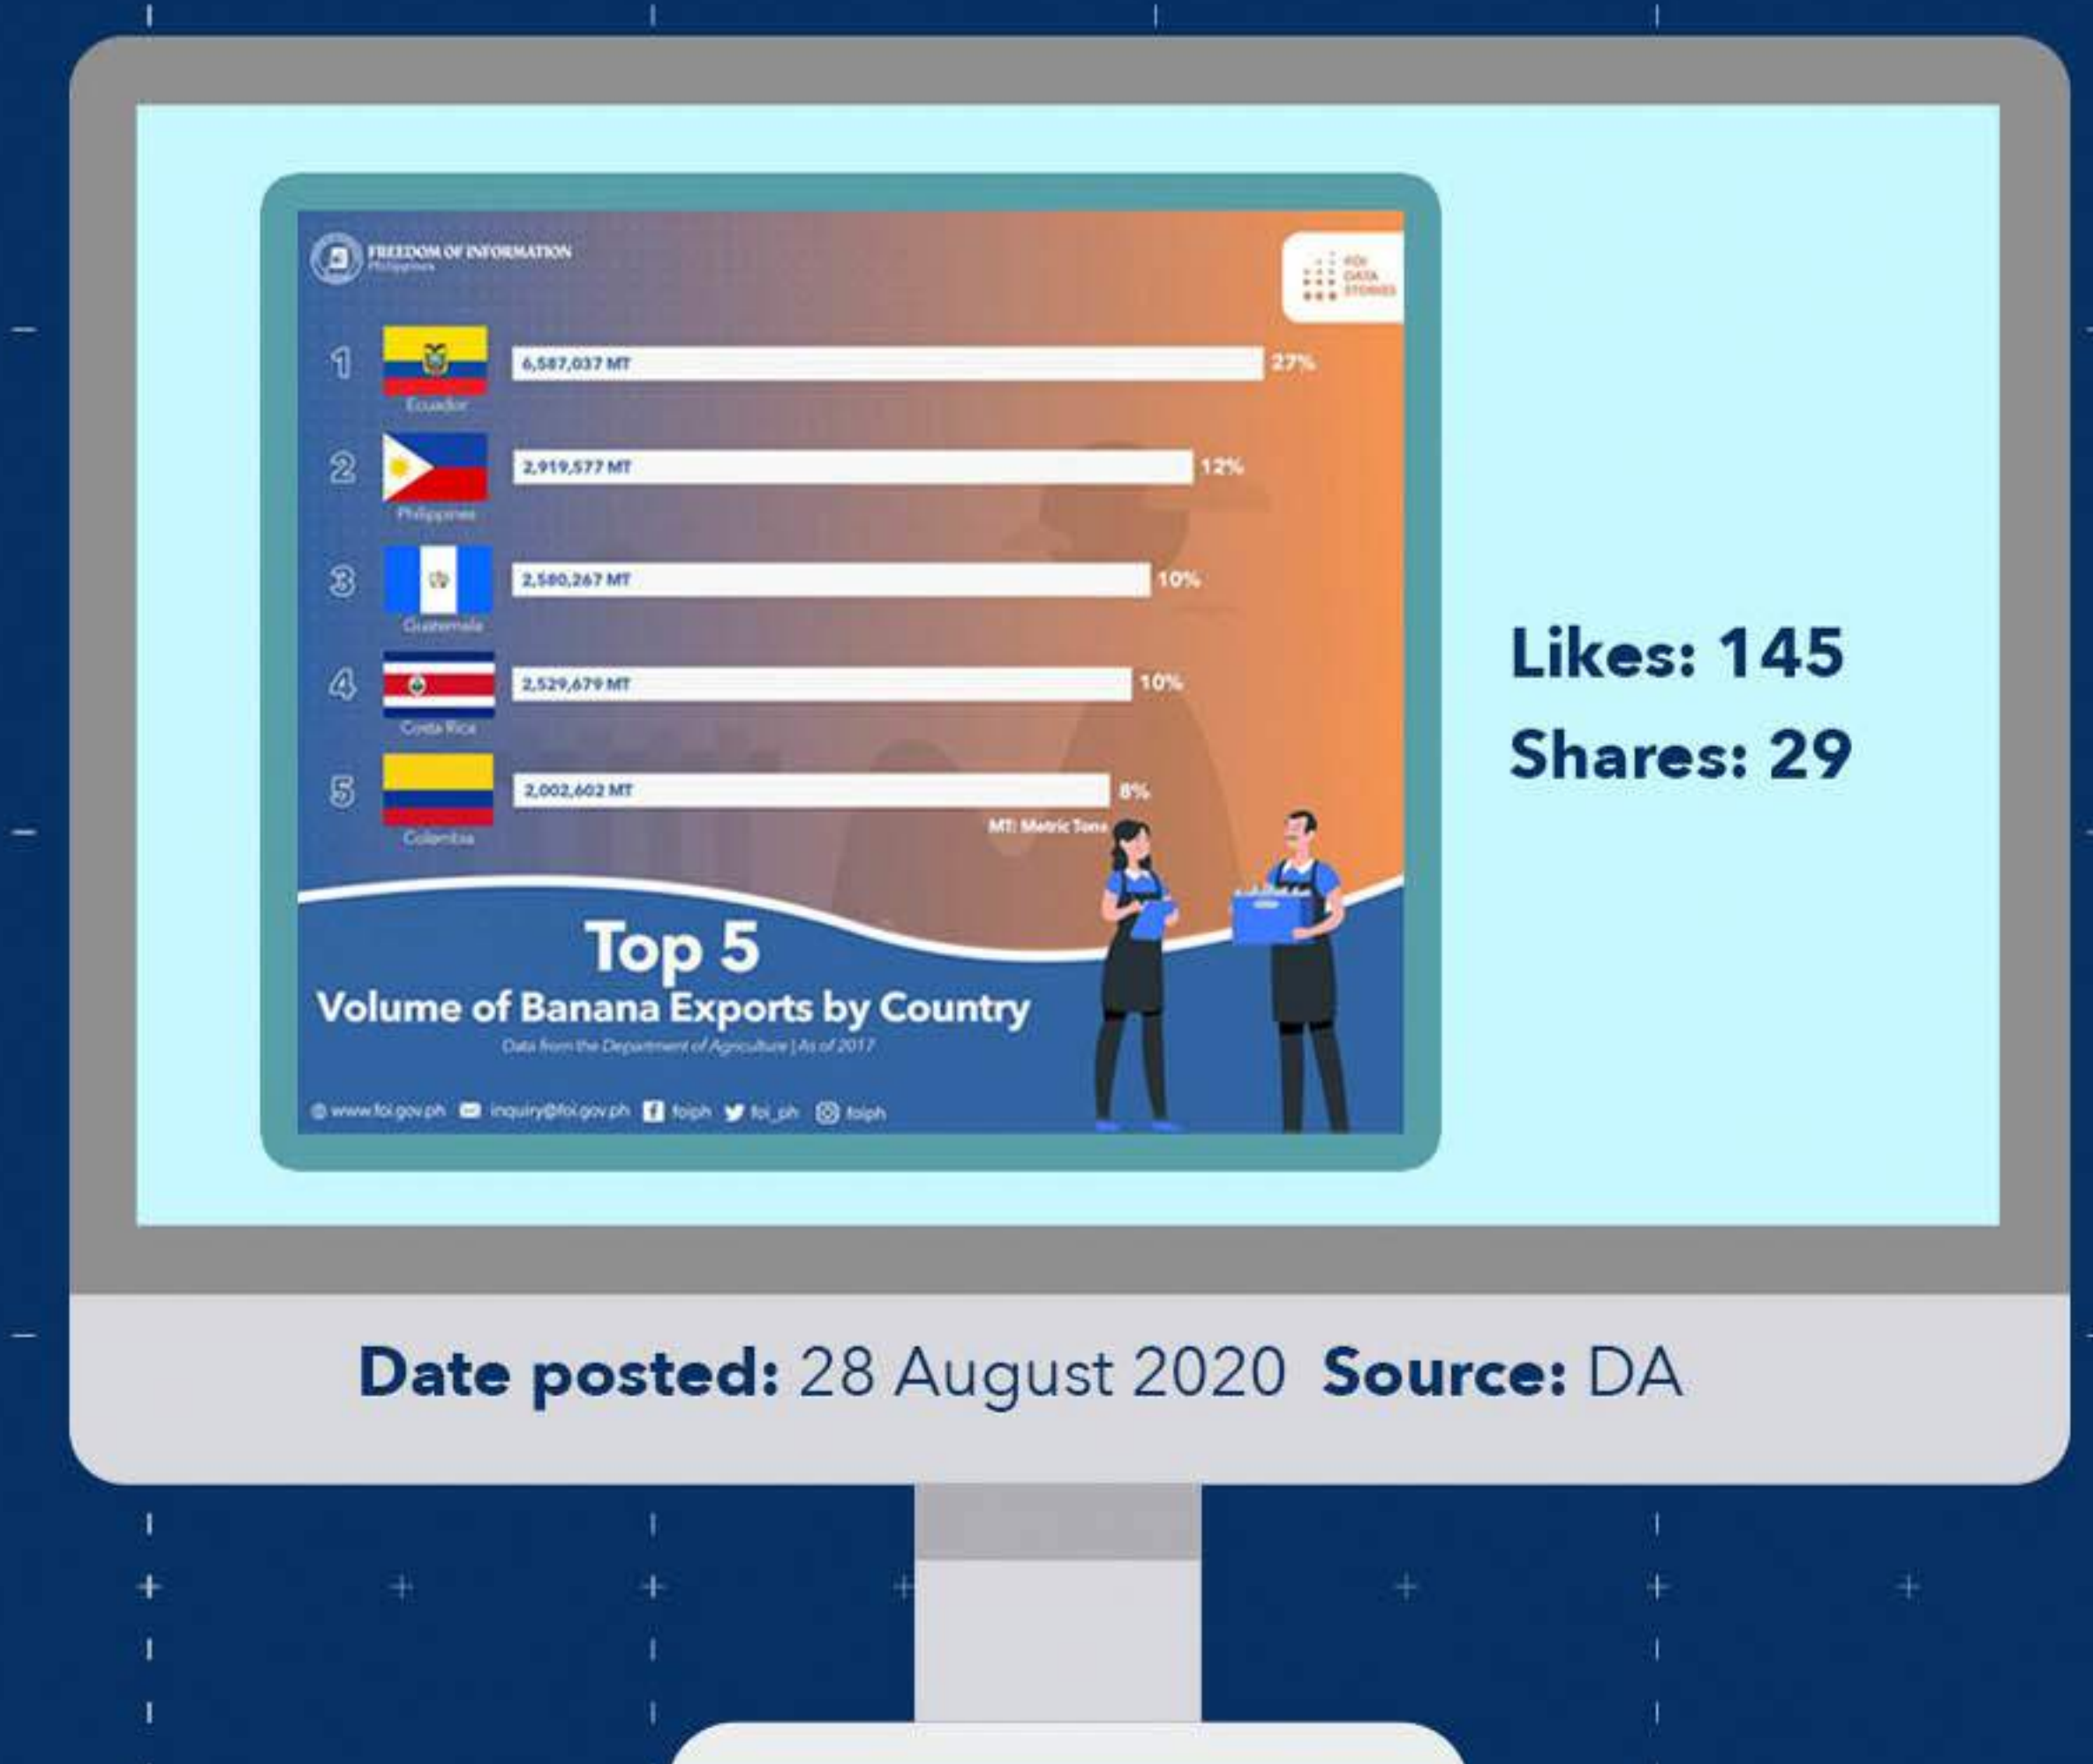 FREEDOM OF INFORMATION
Philippines
FOI
DATA
STORIES
1
6,587,037 MT
27%
Ecuador
2
2,919,577 MT
12%
Philippines
3
2,580,267 MT
10%
Guatemala
4
2,529,679 MT
10%
Costa Rica
5
2,002,602 MT
8%
Colombia
MT: Metric Tons
Top 5
Volume of Banana Exports by Country
Data from the Department of Agriculture | As of 2017
www.foi.gov.ph inquiry@foi.gov.ph foiph foi_ph foiph
Likes: 145
Shares: 29
Date posted: 28 August 2020 Source: DA